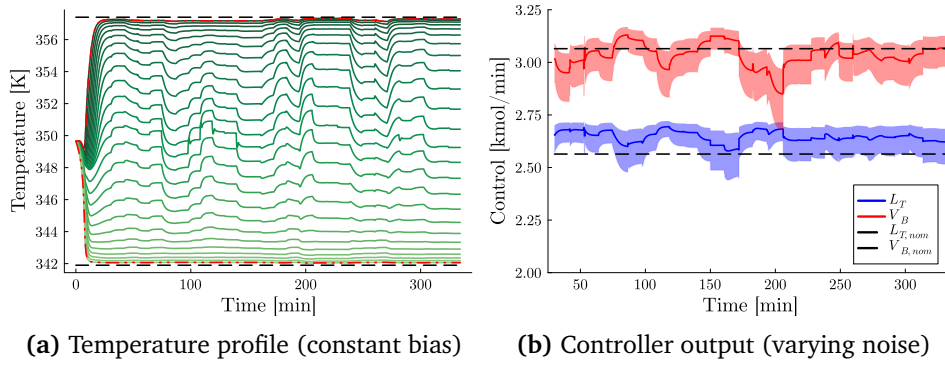 Temperature [K]
356
354
352
350
348
346
344
342
0
100
200
300
Time [min]
(a) Temperature profile (constant bias)
Control [kmol/min]
3.25
3.00
2.75
2.50
2.25
2.00
L_T
V_B
L_{T,nom}
V_{B,nom}
50
100
150
200
250
300
Time [min]
(b) Controller output (varying noise)